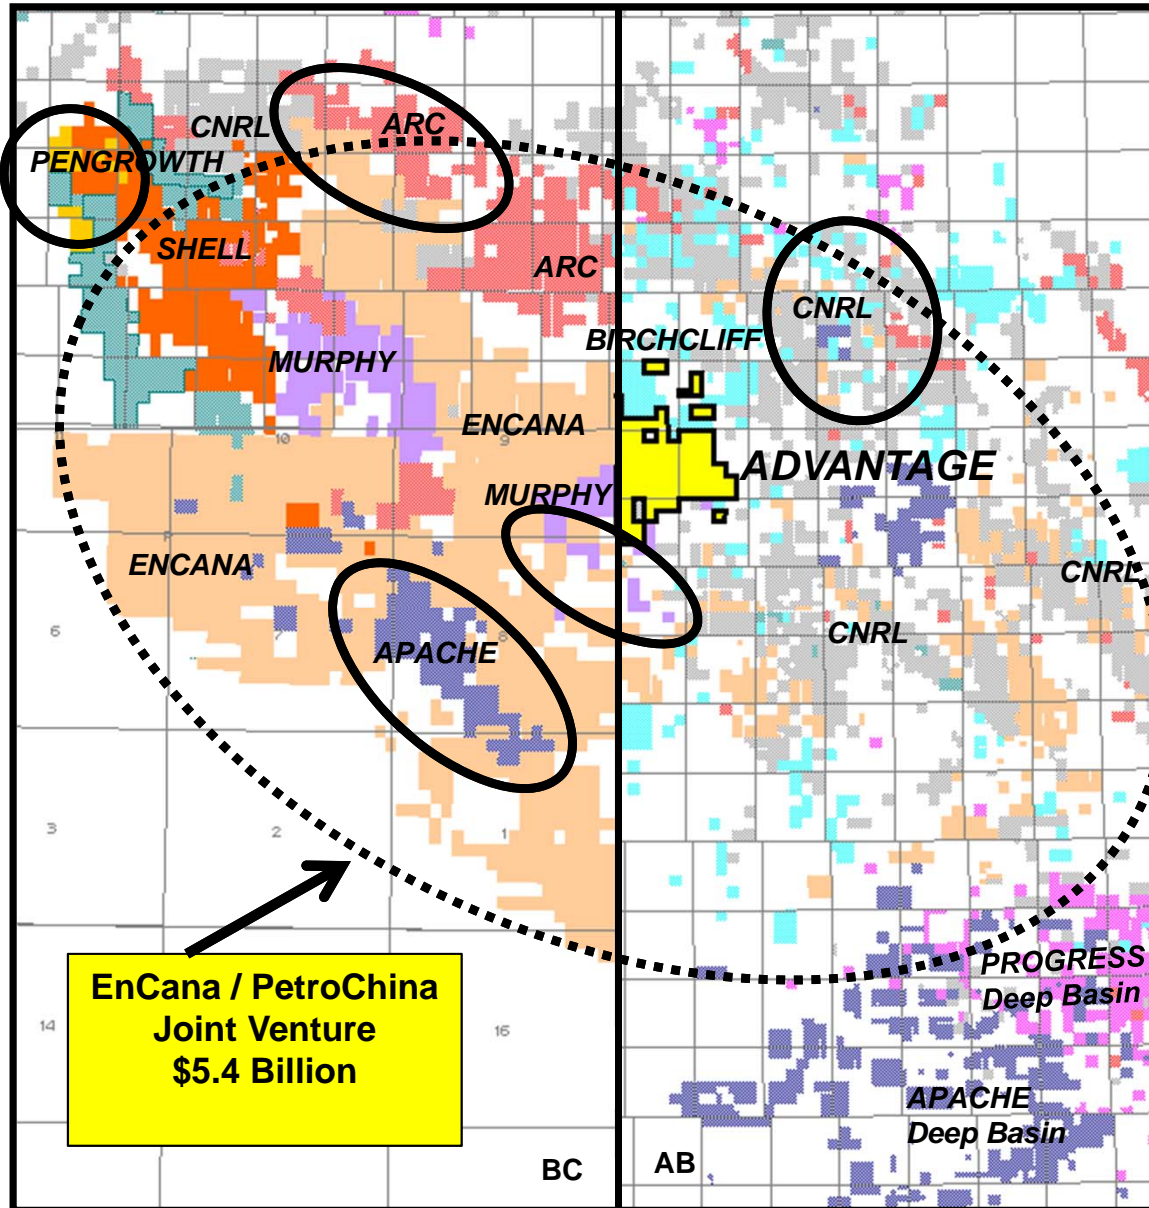 CNRL
ARC
PENGROWTH
SHELL
ARC
CNRL
BIRCHCLIFF
MURPHY
ENCANA
10
9
ADVANTAGE
MURPHY
ENCANA
CNRL
6
7
8
CNRL
APACHE
3
2
1
PROGRESS
Deep Basin
EnCana / PetroChina
Joint Venture
$5.4 Billion
14
16
APACHE
Deep Basin
BC
AB